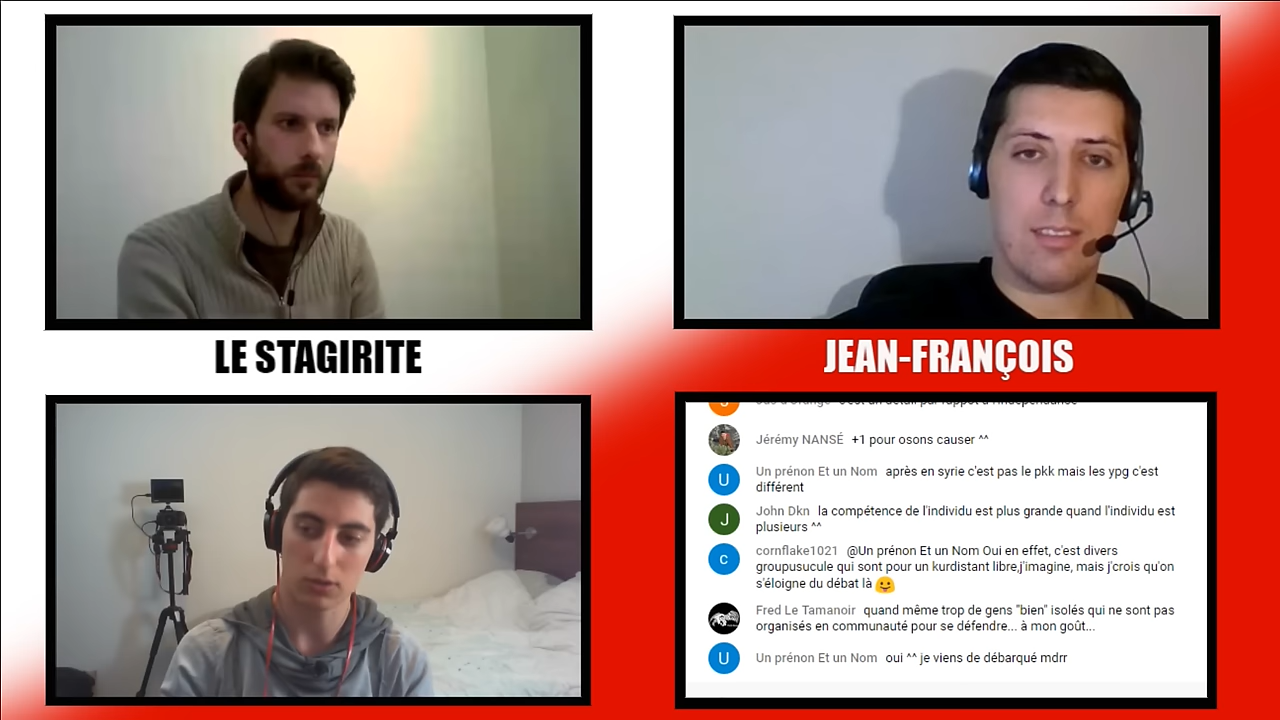 LE STAGIRITE
JEAN-FRANÇOIS
Jérémy NANSÉ +1 pour osons causer ^^
Un prénon Et un Nom après en syrie c'est pas le pkk mais les ypg c'est
différent
John Dkn la compétence de l'individu est plus grande quand l'individu est
plusieurs ^^
cornflake1021 @Un prénon Et un Nom Oui en effet, c'est divers
groupusucule qui sont pour un kurdistant libre,j'imagine, mais j'crois qu'on
s'éloigne du débat là 😛
Fred Le Tamanoir quand même trop de gens "bien" isolés qui ne sont pas
organisés en communauté pour se défendre... à mon goût...
Un prénon Et un Nom oui ^^ je viens de débarqué mdrr